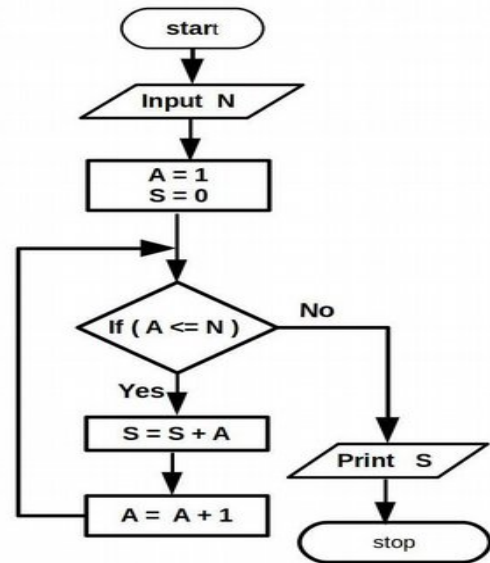 start
Input N
A = 1
S = 0
If ( A <= N )
No
Yes
S = S + A
A = A + 1
Print S
stop